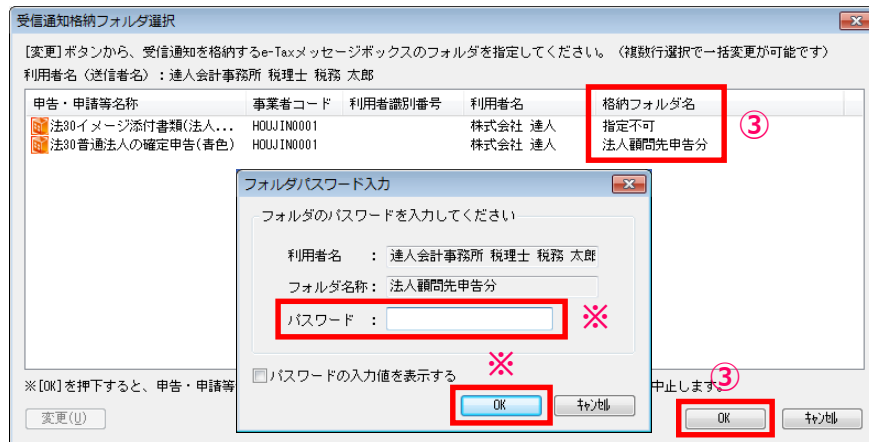 受信通知格納フォルダ選択
[変更]ボタンから、受信通知を格納するe-Taxメッセージボックスのフォルダを指定してください。（複数行選択で一括変更が可能です）
利用者名（送信者名）：達人会計事務所 税理士 税務 太郎
申告・申請等名称 事業者コード 利用者識別番号 利用者名 格納フォルダ名
法30イメージ添付書類(法人... HOUJIN0001 株式会社 達人 指定不可 ③
法30普通法人の確定申告(青色) HOUJIN0001 株式会社 達人 法人顧問先申告分
フォルダパスワード入力
フォルダのパスワードを入力してください
利用者名 ： 達人会計事務所 税理士 税務 太郎
フォルダ名称： 法人顧問先申告分
パスワード ： ※
パスワードの入力値を表示する ※
OK ｷｬﾝｾﾙ
※[OK]を押下すると、申告・申請等 中止します。 ③
変更(U) OK ｷｬﾝｾﾙ